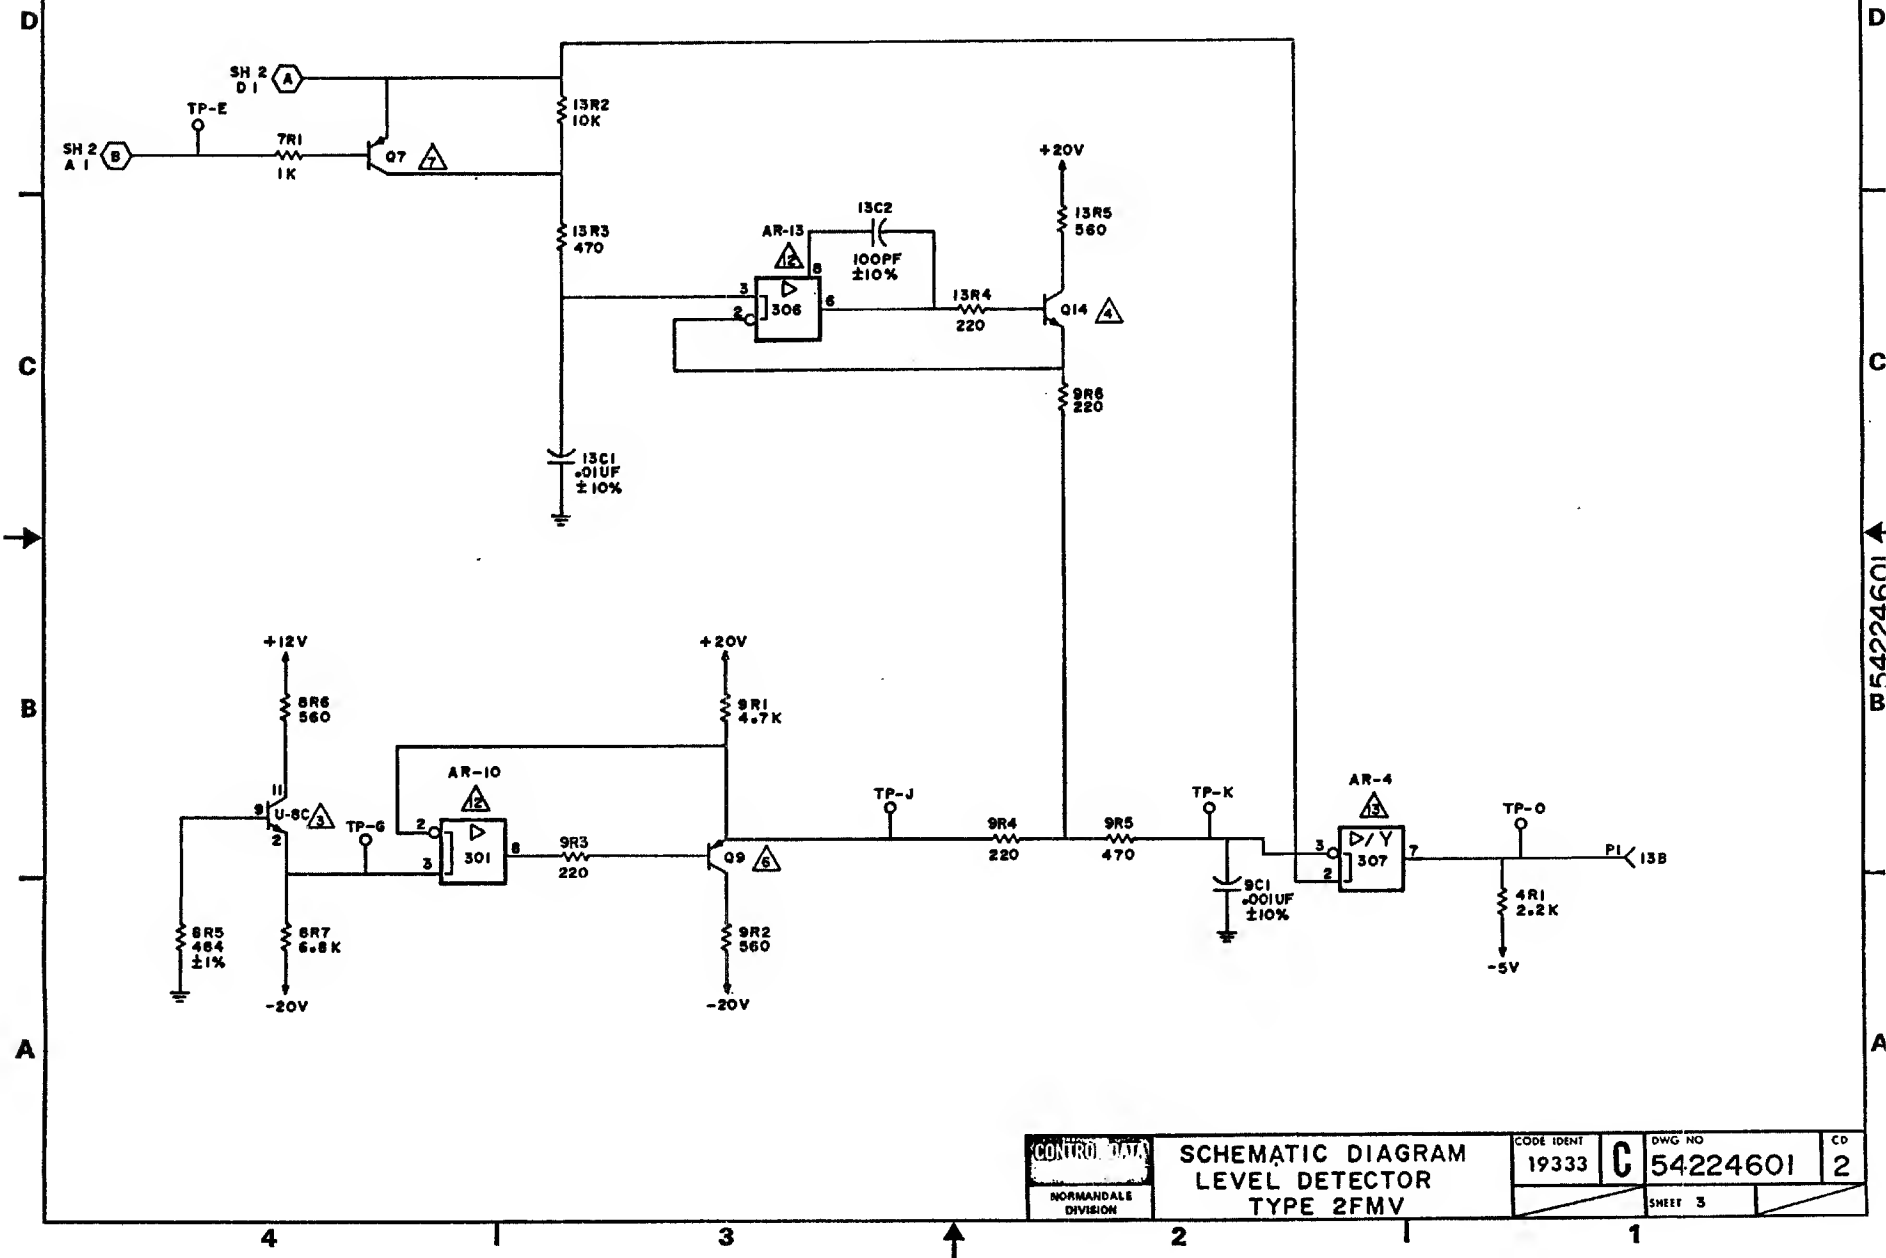 D
D
SH 2
D 1
A
TP-E
SH 2
A 1
B
7R1
1K
Q7
7
13R2
10K
13R3
470
AR-13
12
13C2
100PF
±10%
8
3
2
306
6
13R4
220
+20V
13R5
560
Q14
4
9R6
220
C
C
13C1
.01UF
±10%
54224601
+12V
8R6
560
11
9
U-8C
3
2
TP-G
8R5
464
±1%
8R7
6.8K
-20V
B
B
AR-10
12
2
3
301
9R3
220
+20V
9R1
4.7K
Q9
6
9R2
560
-20V
TP-J
9R4
220
9R5
470
TP-K
9C1
.001UF
±10%
AR-4
13
3
2
/Y
307
7
TP-O
P1
13B
4R1
2.2K
-5V
A
A
CONTROL DATA
NORMANDALE
DIVISION
SCHEMATIC DIAGRAM
LEVEL DETECTOR
TYPE 2FMV
CODE IDENT
19333
C
DWG NO
54224601
CD
2
SHEET 3
4
3
2
1